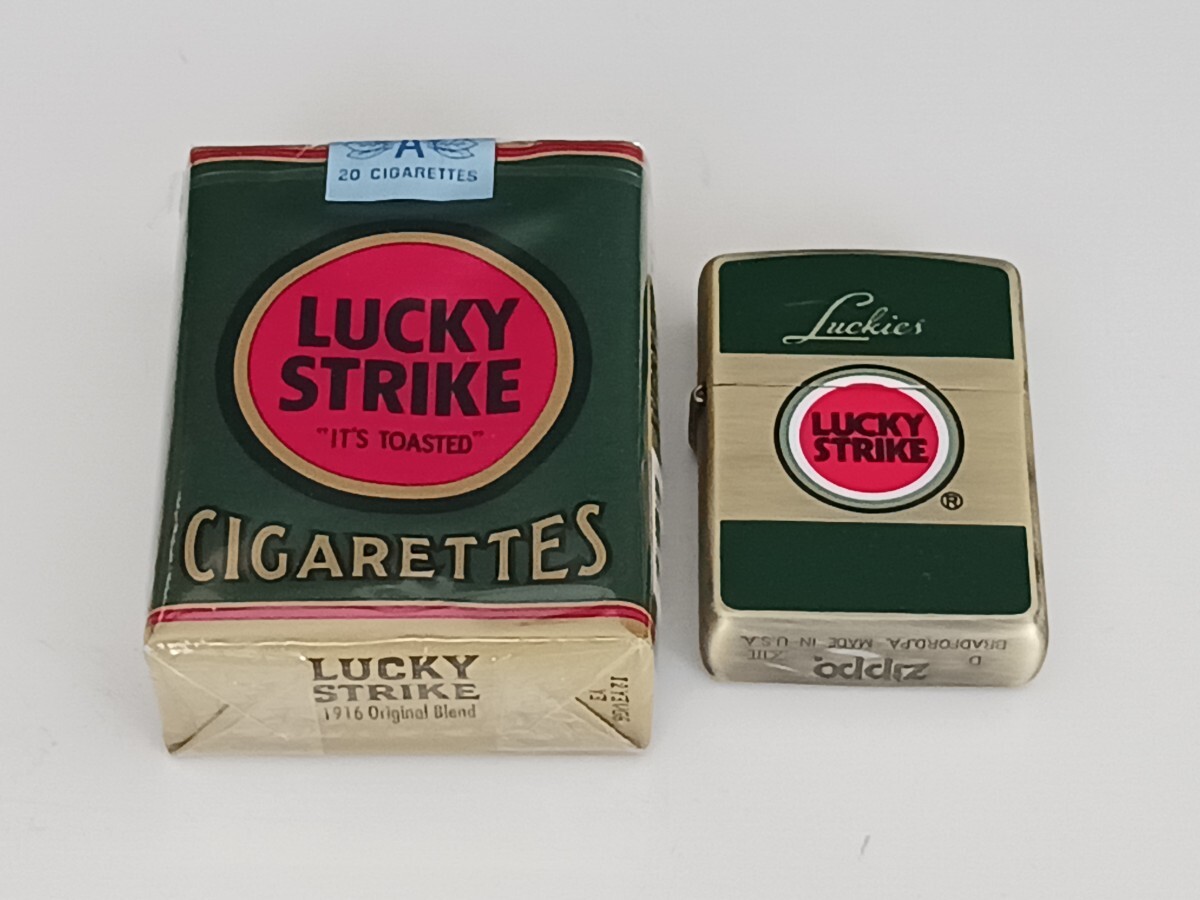 A
20 CIGARETTES
LUCKY
STRIKE
"IT'S TOASTED"
CIGARETTES
LUCKY
STRIKE
1916 Original Blend
EA
Luckies
LUCKY
STRIKE
®
D zippo XIII
BRADFORD,PA. MADE IN U.S.A.